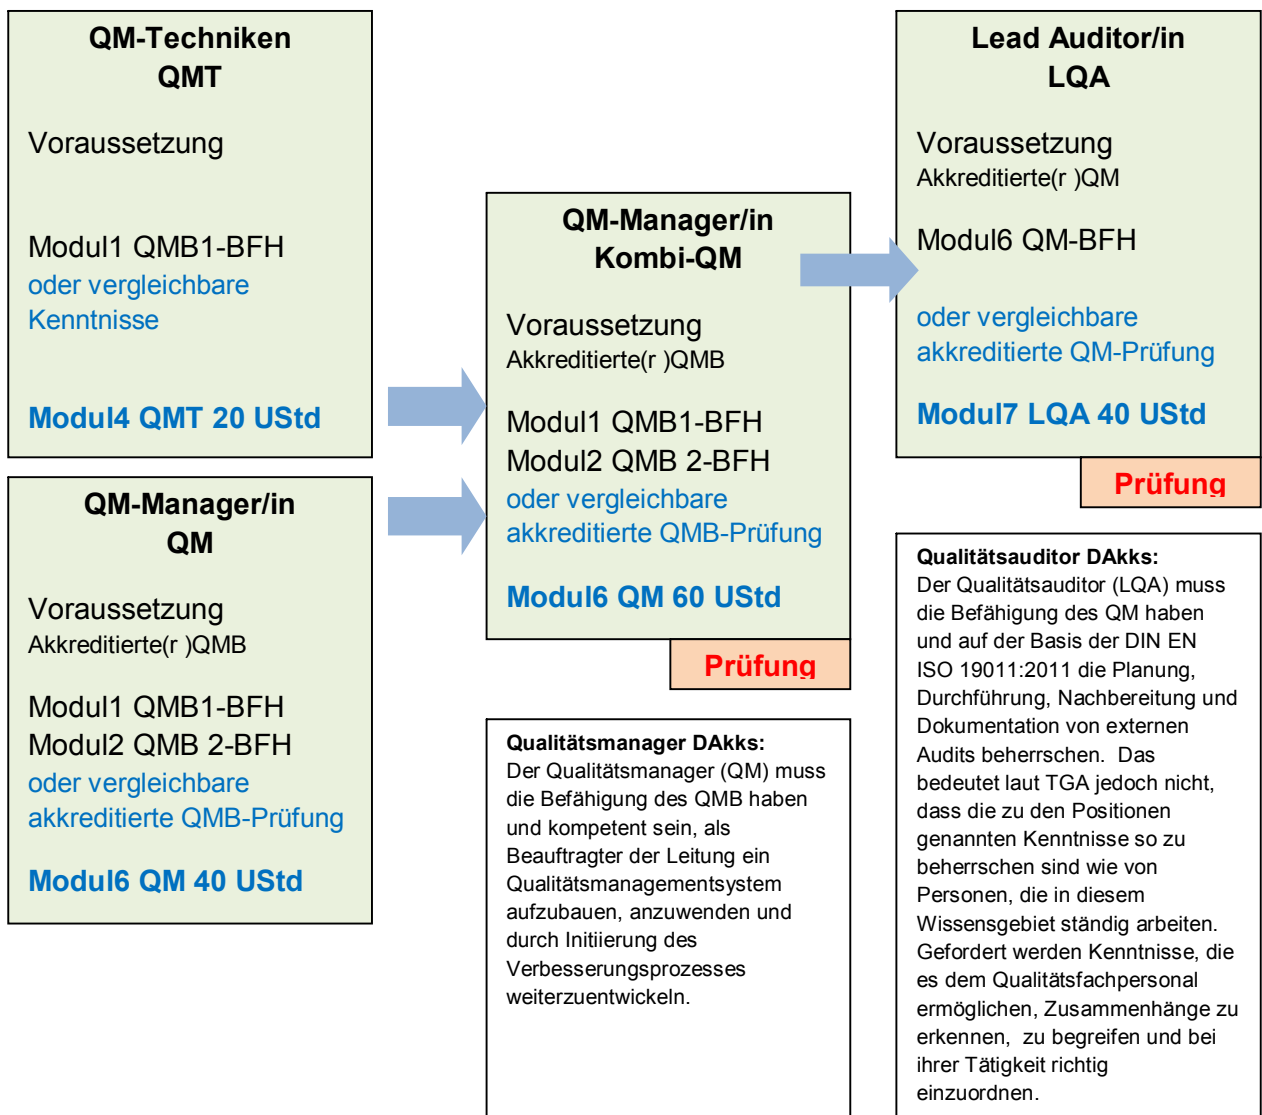 QM-Techniken
QMT
Voraussetzung
Modul1 QMB1-BFH
oder vergleichbare
Kenntnisse
Modul4 QMT 20 UStd
QM-Manager/in
QM
Voraussetzung
Akkreditierte(r )QMB
Modul1 QMB1-BFH
Modul2 QMB 2-BFH
oder vergleichbare
akkreditierte QMB-Prüfung
Modul6 QM 40 UStd
QM-Manager/in
Kombi-QM
Voraussetzung
Akkreditierte(r )QMB
Modul1 QMB1-BFH
Modul2 QMB 2-BFH
oder vergleichbare
akkreditierte QMB-Prüfung
Modul6 QM 60 UStd
Prüfung
Qualitätsmanager DAkks:
Der Qualitätsmanager (QM) muss
die Befähigung des QMB haben
und kompetent sein, als
Beauftragter der Leitung ein
Qualitätsmanagementsystem
aufzubauen, anzuwenden und
durch Initiierung des
Verbesserungsprozesses
weiterzuentwickeln.
Lead Auditor/in
LQA
Voraussetzung
Akkreditierte(r )QM
Modul6 QM-BFH
oder vergleichbare
akkreditierte QM-Prüfung
Modul7 LQA 40 UStd
Prüfung
Qualitätsauditor DAkks:
Der Qualitätsauditor (LQA) muss
die Befähigung des QM haben
und auf der Basis der DIN EN
ISO 19011:2011 die Planung,
Durchführung, Nachbereitung und
Dokumentation von externen
Audits beherrschen.  Das
bedeutet laut TGA jedoch nicht,
dass die zu den Positionen
genannten Kenntnisse so zu
beherrschen sind wie von
Personen, die in diesem
Wissensgebiet ständig arbeiten.
Gefordert werden Kenntnisse, die
es dem Qualitätsfachpersonal
ermöglichen, Zusammenhänge zu
erkennen,  zu begreifen und bei
ihrer Tätigkeit richtig
einzuordnen.